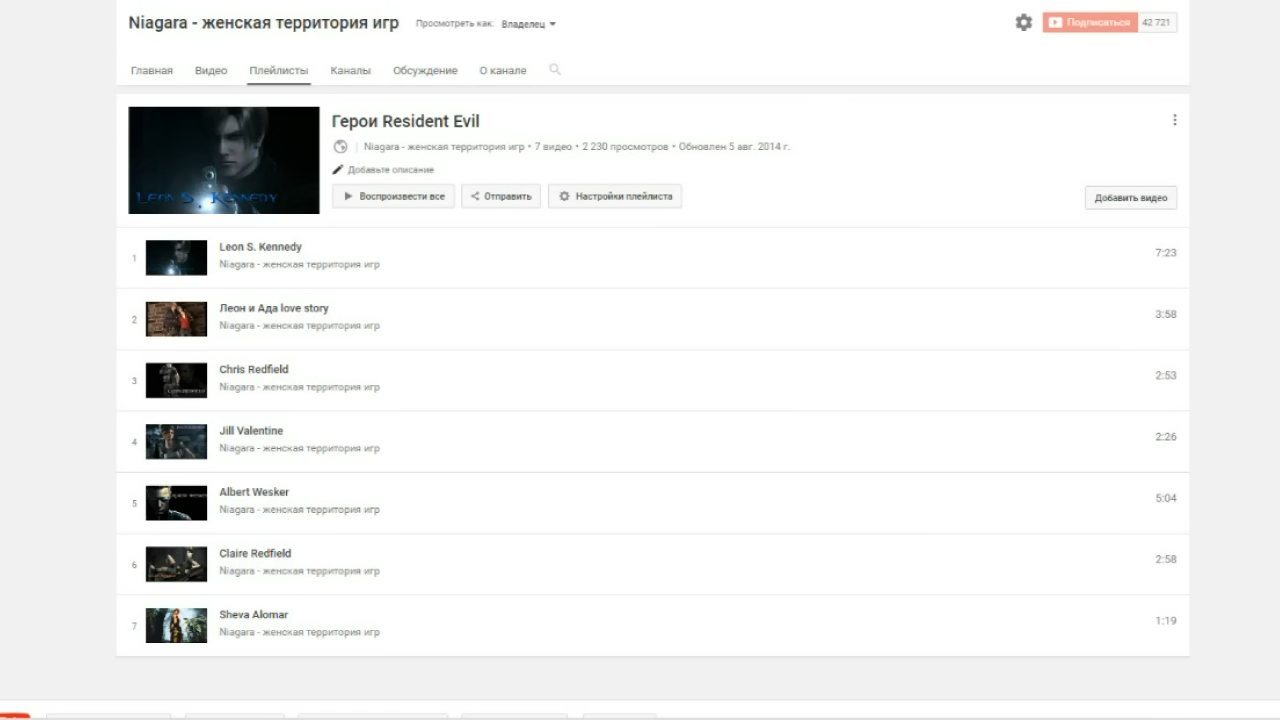 Niagara - женская территория игр Просмотреть как: Владелец Подписаться 42 721
Главная Видео Плейлисты Каналы Обсуждение О канале
Герои Resident Evil
Niagara - женская территория игр • 7 видео • 2 230 просмотров • Обновлен 5 авг. 2014 г.
Добавьте описание
LEON S. KENNEDY
Воспроизвести все Отправить Настройки плейлиста Добавить видео
1 Leon S. Kennedy 7:23
Niagara - женская территория игр
2 Леон и Ада love story 3:58
Niagara - женская территория игр
3 Chris Redfield 2:53
Niagara - женская территория игр
4 Jill Valentine 2:26
Niagara - женская территория игр
5 Albert Wesker 5:04
Niagara - женская территория игр
6 Claire Redfield 2:58
Niagara - женская территория игр
7 Sheva Alomar 1:19
Niagara - женская территория игр